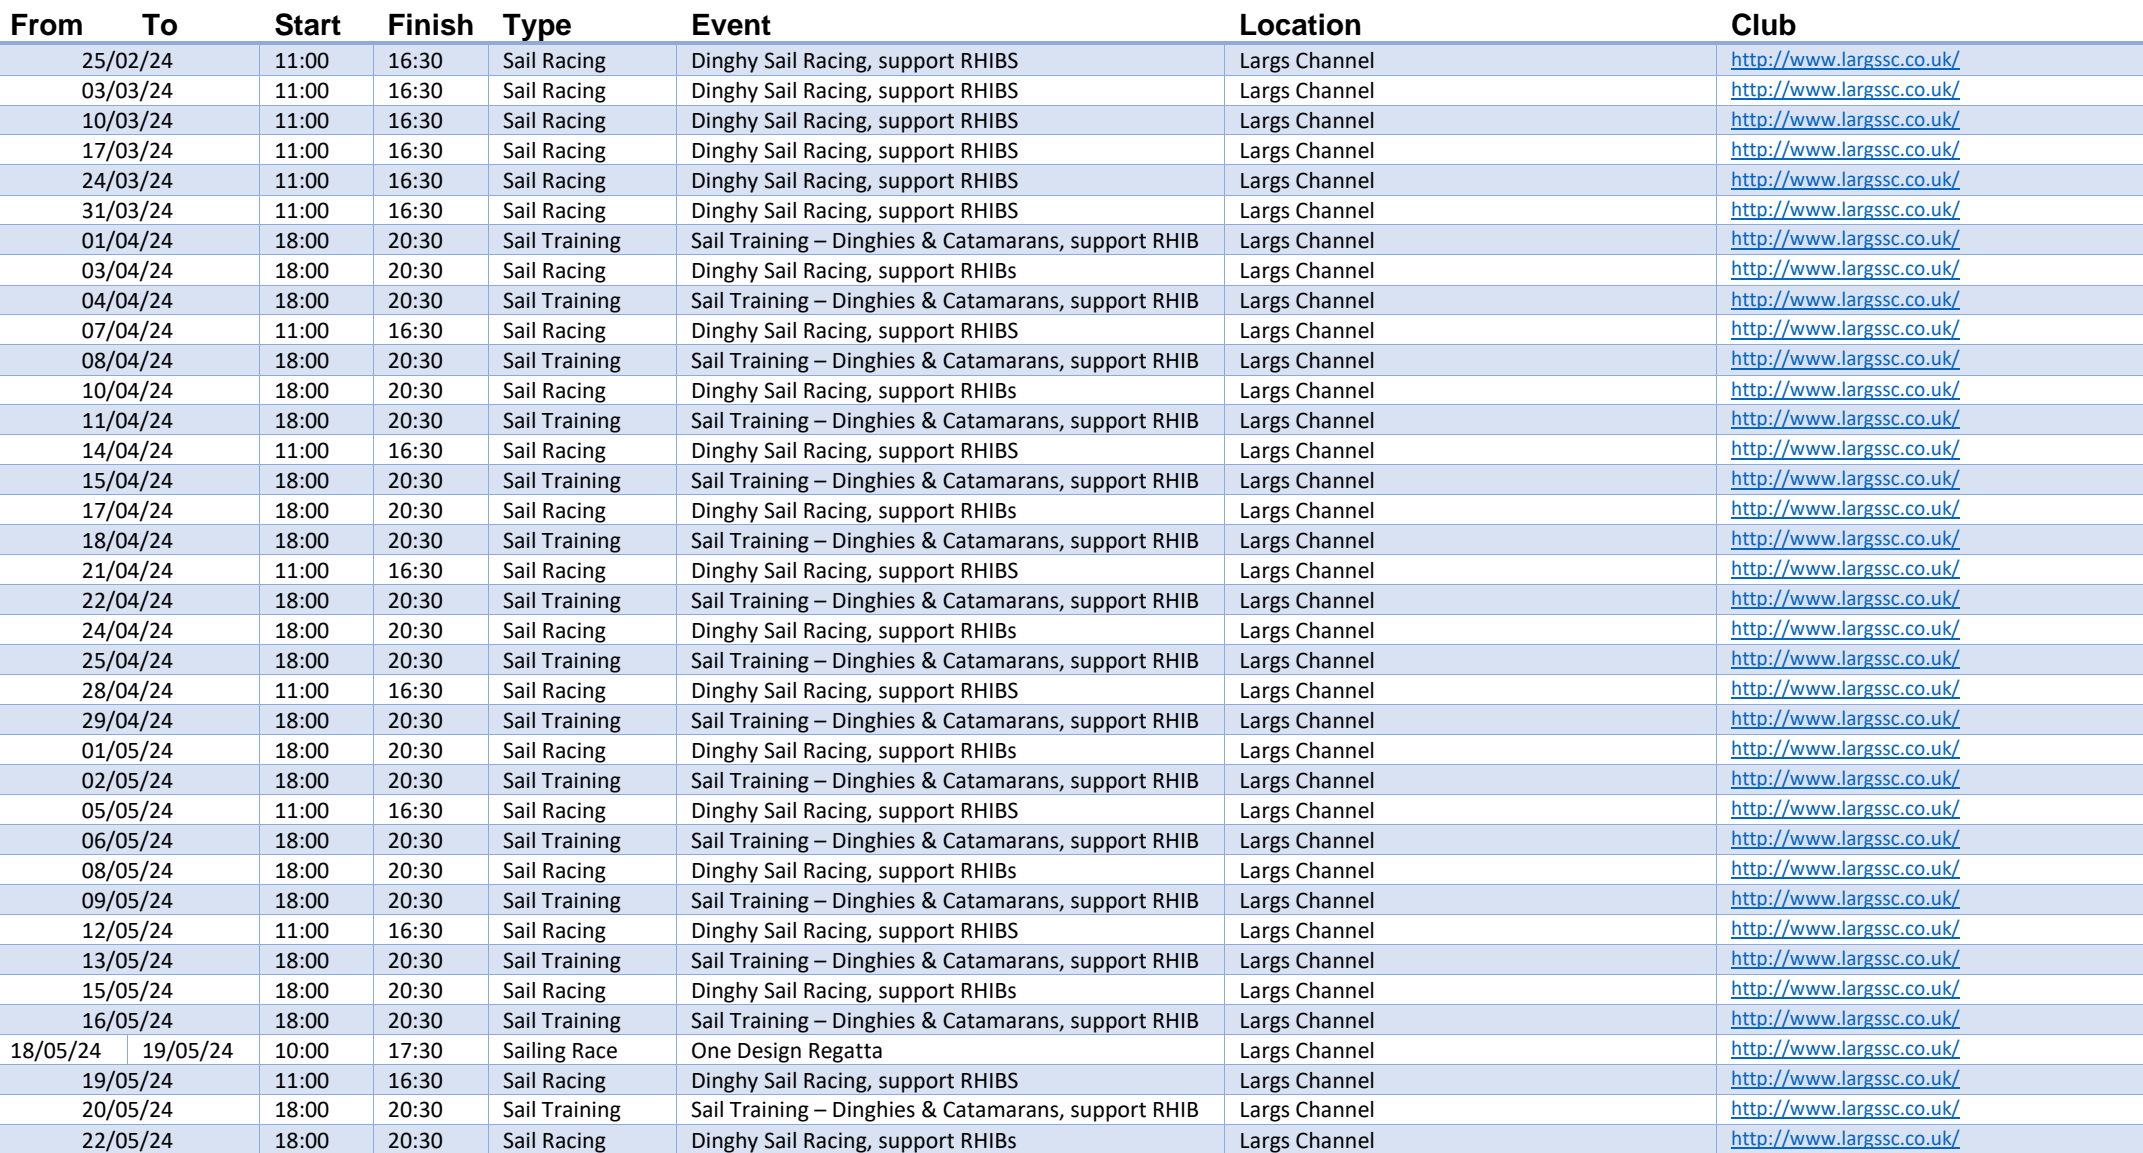 From To Start Finish Type Event Location Club
25/02/24 11:00 16:30 Sail Racing Dinghy Sail Racing, support RHIBS Largs Channel http://www.largssc.co.uk/
03/03/24 11:00 16:30 Sail Racing Dinghy Sail Racing, support RHIBS Largs Channel http://www.largssc.co.uk/
10/03/24 11:00 16:30 Sail Racing Dinghy Sail Racing, support RHIBS Largs Channel http://www.largssc.co.uk/
17/03/24 11:00 16:30 Sail Racing Dinghy Sail Racing, support RHIBS Largs Channel http://www.largssc.co.uk/
24/03/24 11:00 16:30 Sail Racing Dinghy Sail Racing, support RHIBS Largs Channel http://www.largssc.co.uk/
31/03/24 11:00 16:30 Sail Racing Dinghy Sail Racing, support RHIBS Largs Channel http://www.largssc.co.uk/
01/04/24 18:00 20:30 Sail Training Sail Training – Dinghies & Catamarans, support RHIB Largs Channel http://www.largssc.co.uk/
03/04/24 18:00 20:30 Sail Racing Dinghy Sail Racing, support RHIBs Largs Channel http://www.largssc.co.uk/
04/04/24 18:00 20:30 Sail Training Sail Training – Dinghies & Catamarans, support RHIB Largs Channel http://www.largssc.co.uk/
07/04/24 11:00 16:30 Sail Racing Dinghy Sail Racing, support RHIBS Largs Channel http://www.largssc.co.uk/
08/04/24 18:00 20:30 Sail Training Sail Training – Dinghies & Catamarans, support RHIB Largs Channel http://www.largssc.co.uk/
10/04/24 18:00 20:30 Sail Racing Dinghy Sail Racing, support RHIBs Largs Channel http://www.largssc.co.uk/
11/04/24 18:00 20:30 Sail Training Sail Training – Dinghies & Catamarans, support RHIB Largs Channel http://www.largssc.co.uk/
14/04/24 11:00 16:30 Sail Racing Dinghy Sail Racing, support RHIBS Largs Channel http://www.largssc.co.uk/
15/04/24 18:00 20:30 Sail Training Sail Training – Dinghies & Catamarans, support RHIB Largs Channel http://www.largssc.co.uk/
17/04/24 18:00 20:30 Sail Racing Dinghy Sail Racing, support RHIBs Largs Channel http://www.largssc.co.uk/
18/04/24 18:00 20:30 Sail Training Sail Training – Dinghies & Catamarans, support RHIB Largs Channel http://www.largssc.co.uk/
21/04/24 11:00 16:30 Sail Racing Dinghy Sail Racing, support RHIBS Largs Channel http://www.largssc.co.uk/
22/04/24 18:00 20:30 Sail Training Sail Training – Dinghies & Catamarans, support RHIB Largs Channel http://www.largssc.co.uk/
24/04/24 18:00 20:30 Sail Racing Dinghy Sail Racing, support RHIBs Largs Channel http://www.largssc.co.uk/
25/04/24 18:00 20:30 Sail Training Sail Training – Dinghies & Catamarans, support RHIB Largs Channel http://www.largssc.co.uk/
28/04/24 11:00 16:30 Sail Racing Dinghy Sail Racing, support RHIBS Largs Channel http://www.largssc.co.uk/
29/04/24 18:00 20:30 Sail Training Sail Training – Dinghies & Catamarans, support RHIB Largs Channel http://www.largssc.co.uk/
01/05/24 18:00 20:30 Sail Racing Dinghy Sail Racing, support RHIBs Largs Channel http://www.largssc.co.uk/
02/05/24 18:00 20:30 Sail Training Sail Training – Dinghies & Catamarans, support RHIB Largs Channel http://www.largssc.co.uk/
05/05/24 11:00 16:30 Sail Racing Dinghy Sail Racing, support RHIBS Largs Channel http://www.largssc.co.uk/
06/05/24 18:00 20:30 Sail Training Sail Training – Dinghies & Catamarans, support RHIB Largs Channel http://www.largssc.co.uk/
08/05/24 18:00 20:30 Sail Racing Dinghy Sail Racing, support RHIBs Largs Channel http://www.largssc.co.uk/
09/05/24 18:00 20:30 Sail Training Sail Training – Dinghies & Catamarans, support RHIB Largs Channel http://www.largssc.co.uk/
12/05/24 11:00 16:30 Sail Racing Dinghy Sail Racing, support RHIBS Largs Channel http://www.largssc.co.uk/
13/05/24 18:00 20:30 Sail Training Sail Training – Dinghies & Catamarans, support RHIB Largs Channel http://www.largssc.co.uk/
15/05/24 18:00 20:30 Sail Racing Dinghy Sail Racing, support RHIBs Largs Channel http://www.largssc.co.uk/
16/05/24 18:00 20:30 Sail Training Sail Training – Dinghies & Catamarans, support RHIB Largs Channel http://www.largssc.co.uk/
18/05/24 19/05/24 10:00 17:30 Sailing Race One Design Regatta Largs Channel http://www.largssc.co.uk/
19/05/24 11:00 16:30 Sail Racing Dinghy Sail Racing, support RHIBS Largs Channel http://www.largssc.co.uk/
20/05/24 18:00 20:30 Sail Training Sail Training – Dinghies & Catamarans, support RHIB Largs Channel http://www.largssc.co.uk/
22/05/24 18:00 20:30 Sail Racing Dinghy Sail Racing, support RHIBs Largs Channel http://www.largssc.co.uk/